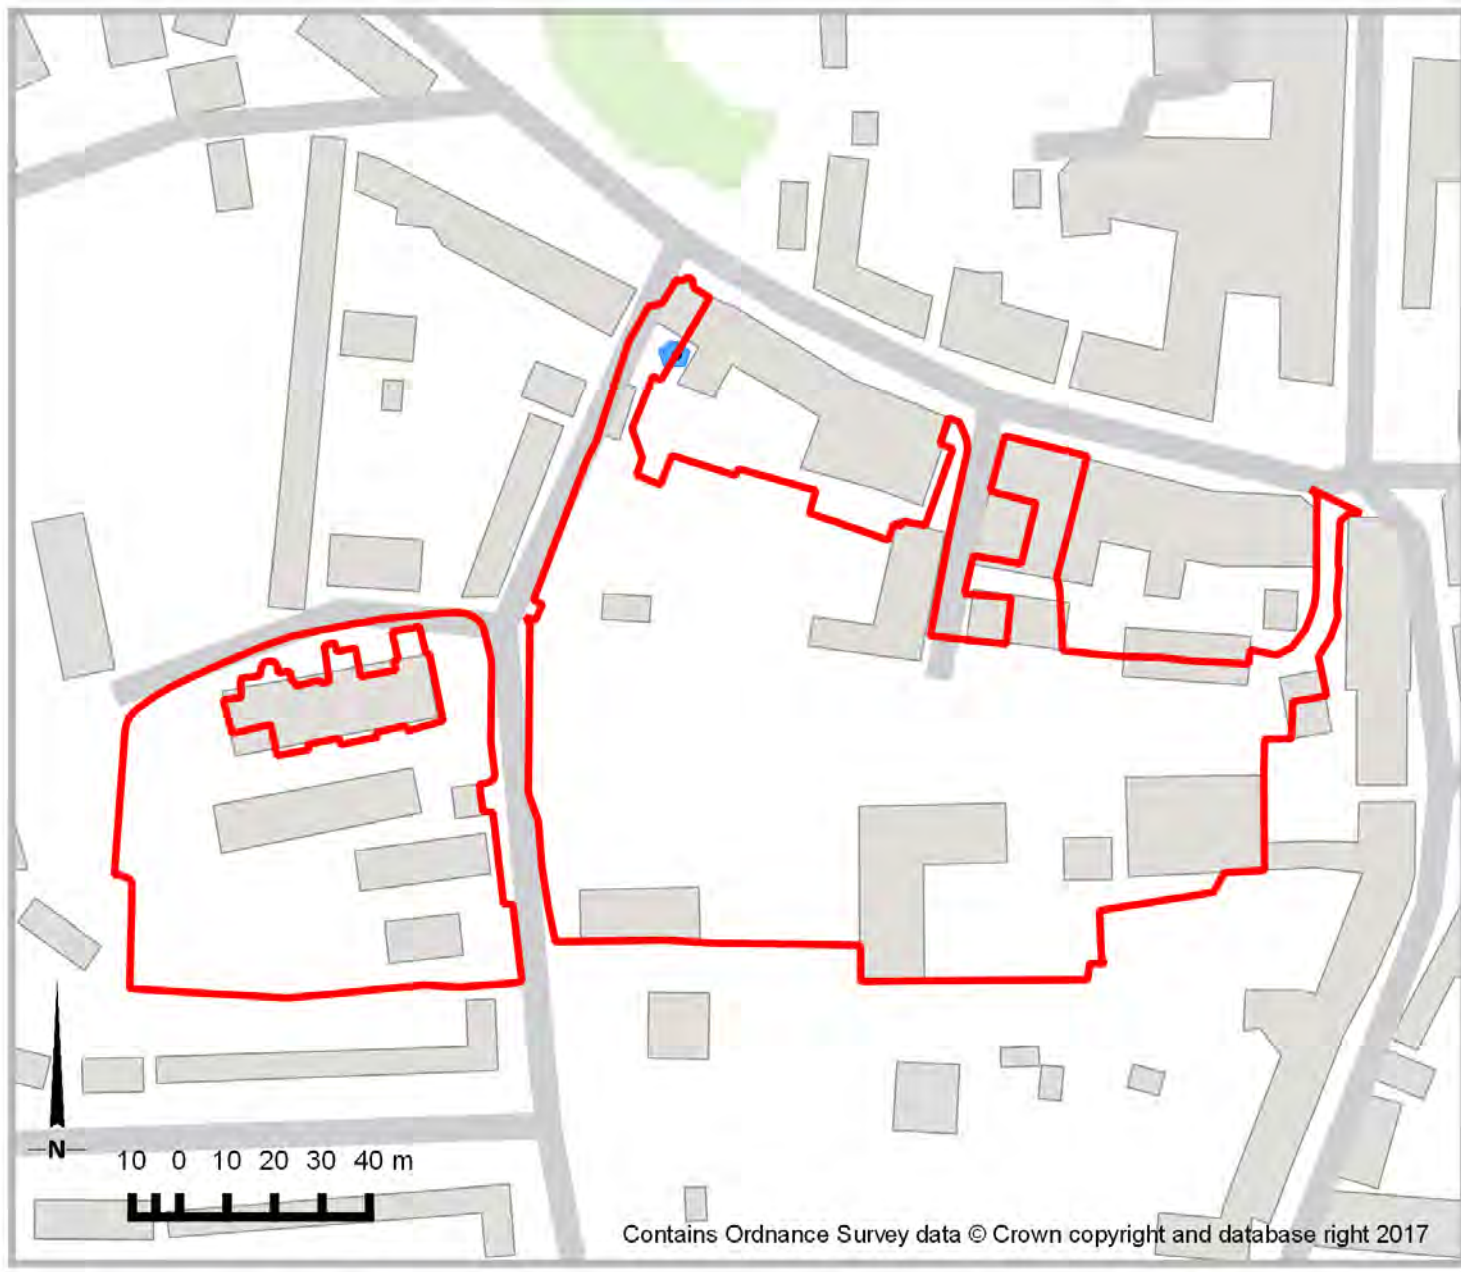 N
10 0 10 20 30 40 m
Contains Ordnance Survey data © Crown copyright and database right 2017